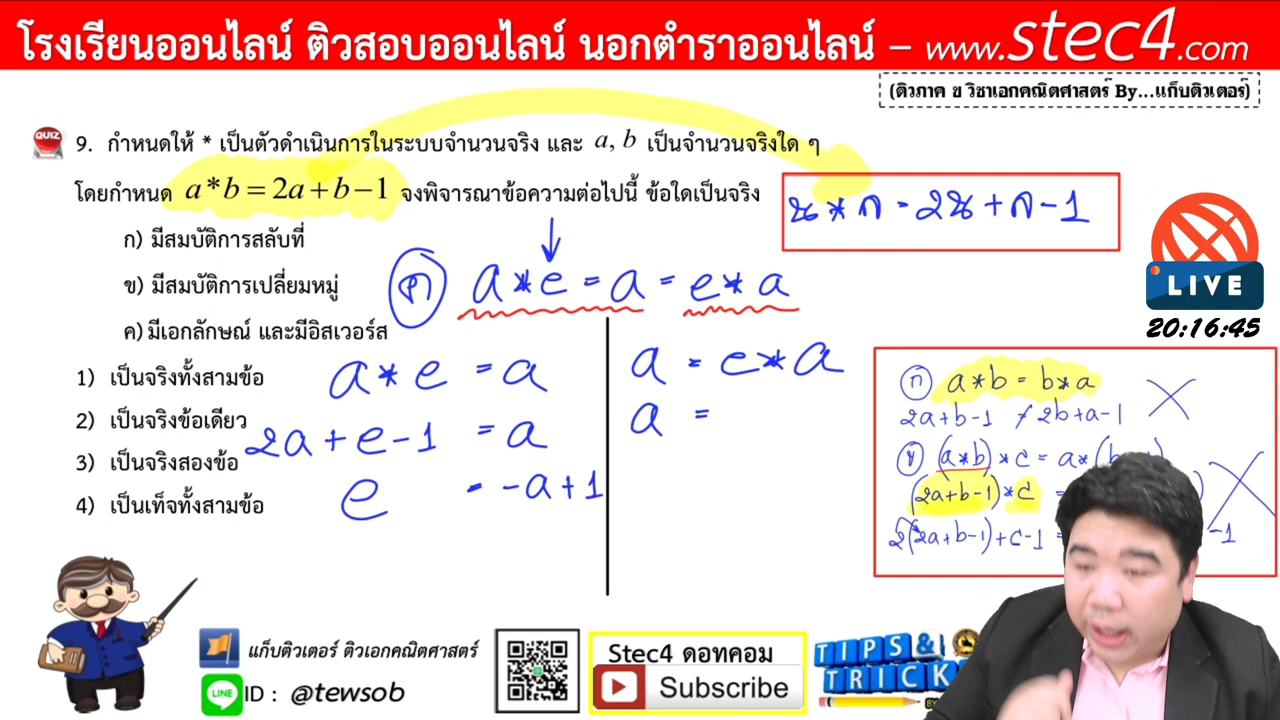 โรงเรียนออนไลน์ ติวสอบออนไลน์ นอกตำราออนไลน์ – www.stec4.com
(ติวภาค ข วิชาเอกคณิตศาสตร์ By...แก็บติวเตอร์)
QUIZ
9. กำหนดให้ * เป็นตัวดำเนินการในระบบจำนวนจริง และ a, b เป็นจำนวนจริงใด ๆ
โดยกำหนด a*b = 2a+b−1 จงพิจารณาข้อความต่อไปนี้ ข้อใดเป็นจริง
ก) มีสมบัติการสลับที่
ข) มีสมบัติการเปลี่ยนหมู่
ค) มีเอกลักษณ์ และมีอิสเวอร์ส
1) เป็นจริงทั้งสามข้อ
2) เป็นจริงข้อเดียว
3) เป็นจริงสองข้อ
4) เป็นเท็จทั้งสามข้อ
น * ล = 2น + ล - 1
ค a * e = a = e * a
a * e = a
2a + e - 1 = a
e = -a + 1
a = e * a
a =
LIVE
20:16:45
ก a * b = b * a
2a + b - 1 ≠ 2b + a - 1
ข (a * b) * c = a * (b
(2a + b - 1) * c =
2(2a + b - 1) + c - 1 =
-1
แก็บติวเตอร์ ติวเอกคณิตศาสตร์
LINE ID : @tewsob
Stec4 ดอทคอม
Subscribe
TIPS &
TRICK